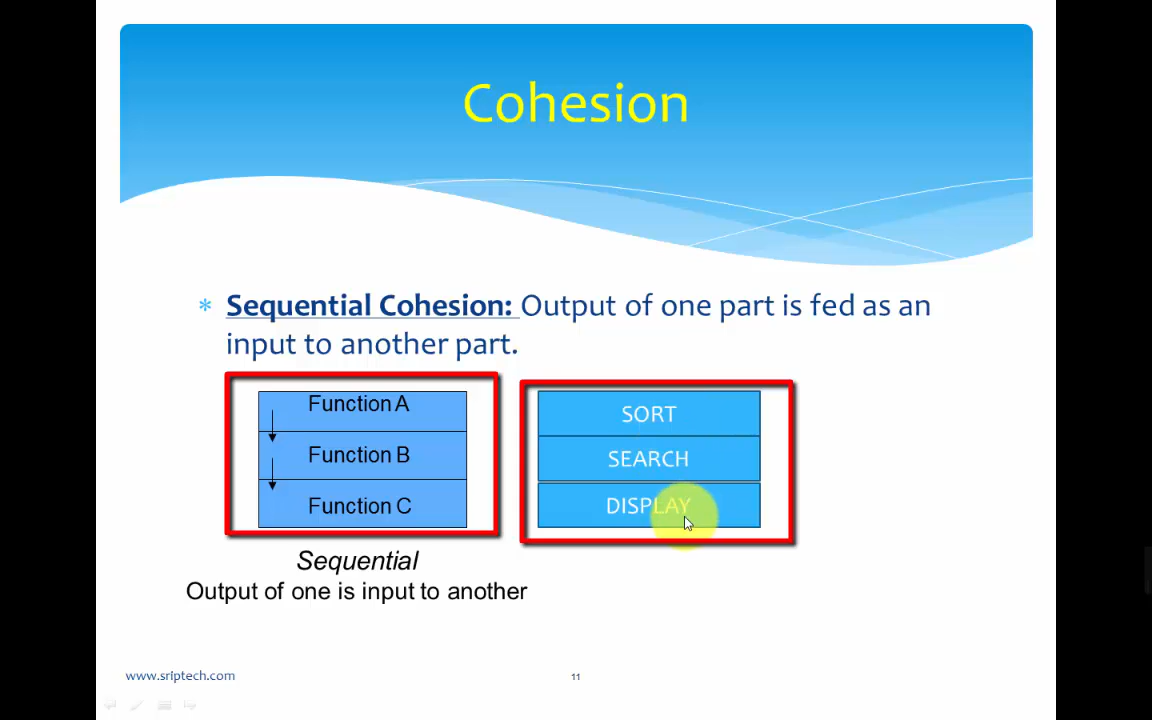 Cohesion
* Sequential Cohesion: Output of one part is fed as an
input to another part.
Function A
Function B
Function C
SORT
SEARCH
DISPLAY
Sequential
Output of one is input to another
www.sriptech.com
11